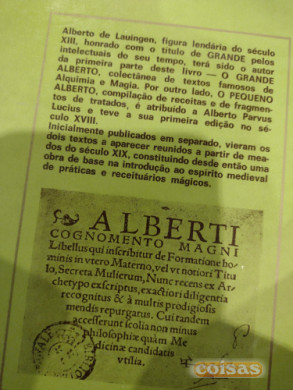 Alberto de Lauingen, figura lendária do século
XIII, honrado com o título de GRANDE pelos
intelectuais do seu tempo, terá sido o autor
da primeira parte deste livro — O GRANDE
ALBERTO, colectânea de textos famosos de
Alquimia e Magia. Por outro lado, O PEQUENO
ALBERTO, compilação de receitas e de fragmen-
tos de tratados, é atribuído a Alberto Parvus
Lucius e teve a sua primeira edição no sé-
culo XVIII.
Inicialmente publicados em separado, vieram os
dois textos a aparecer reunidos a partir de mea-
dos do século XIX, constituindo desde então uma
obra de base na introdução ao espírito medieval
de práticas e receituários mágicos.
ALBERTI
COGNOMENTO MAGNI
Libellus qui inscribitur de Formatione ho-
minis in vtero Materno, vel vt notiori Titu
lo, Secreta Mulierum, Nunc recens ex Ar-
chetypo exscriptus, exactiori diligentia
recognitus & à multis prodigiosis
mendis repurgatus. Cui tandem
accesserunt scolia non minus
philosophiæ quàm Me
dicinæ candidatis
vtilia.
coisas